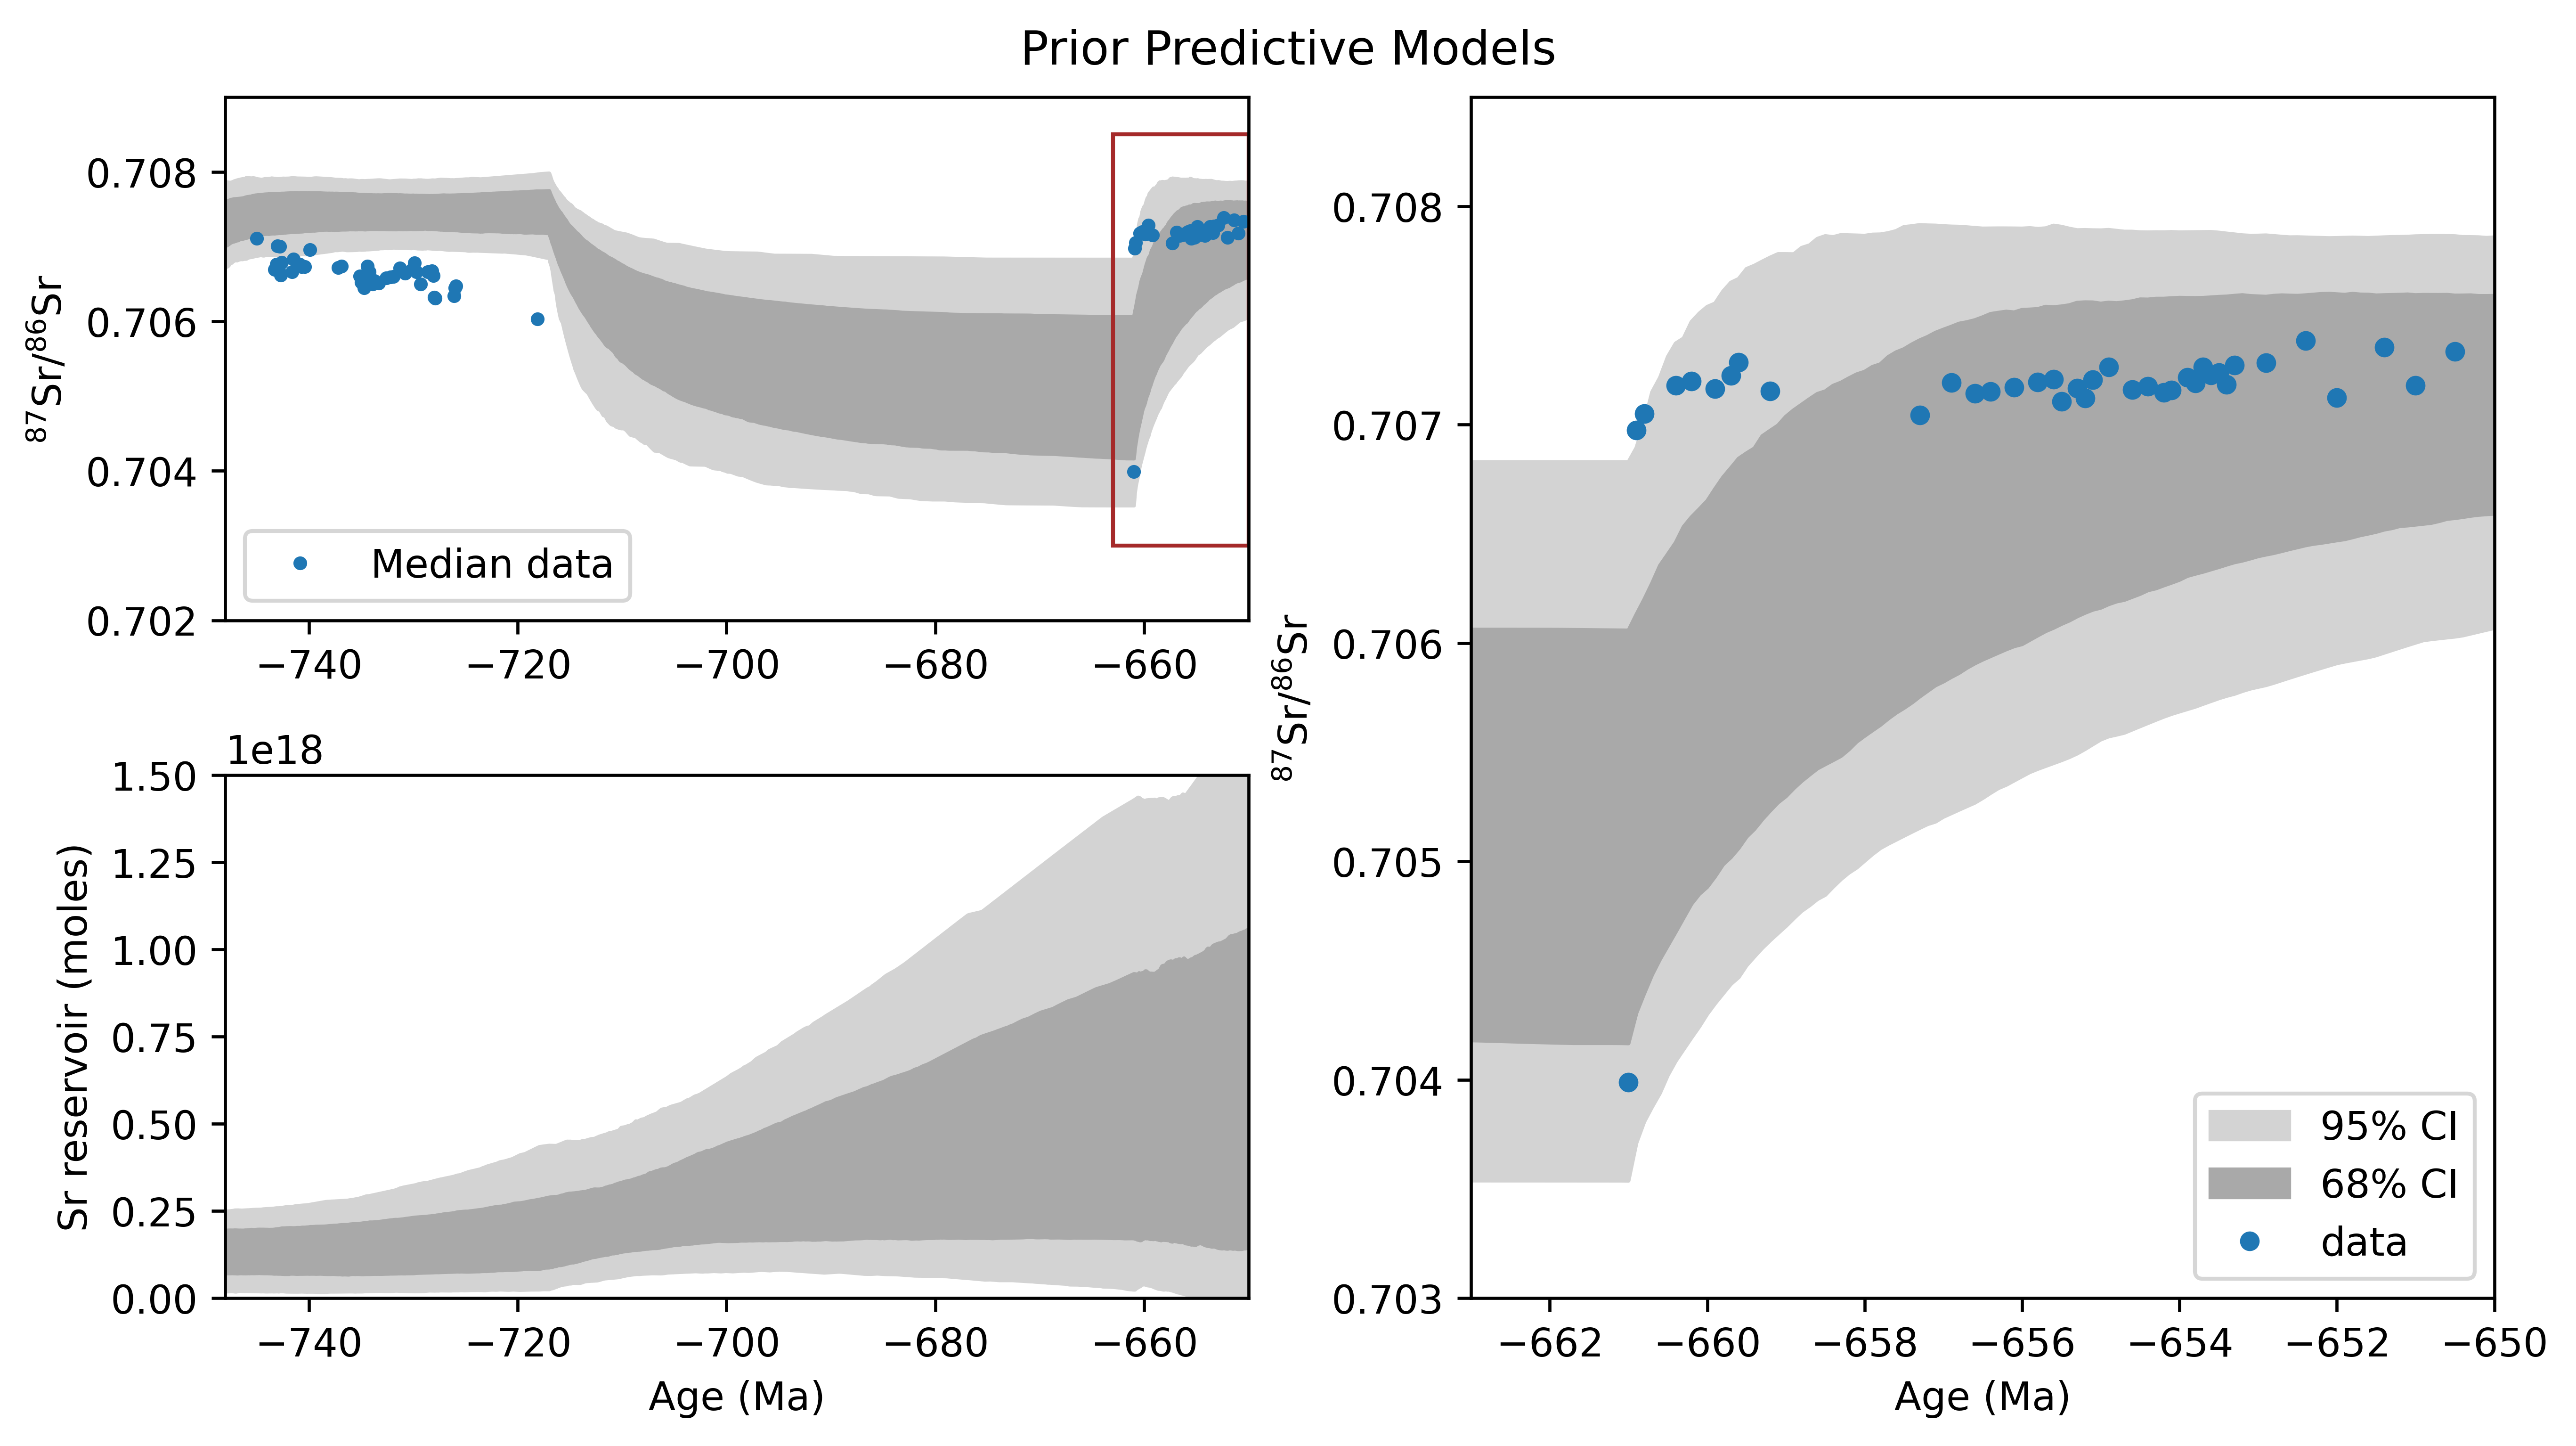 Prior Predictive Models
⁸⁷Sr/⁸⁶Sr
0.708
0.706
0.704
0.702
Median data
−740 −720 −700 −680 −660
1e18
Sr reservoir (moles)
1.50
1.25
1.00
0.75
0.50
0.25
0.00
−740 −720 −700 −680 −660
Age (Ma)
⁸⁷Sr/⁸⁶Sr
0.708
0.707
0.706
0.705
0.704
0.703
95% CI
68% CI
data
−662 −660 −658 −656 −654 −652 −650
Age (Ma)